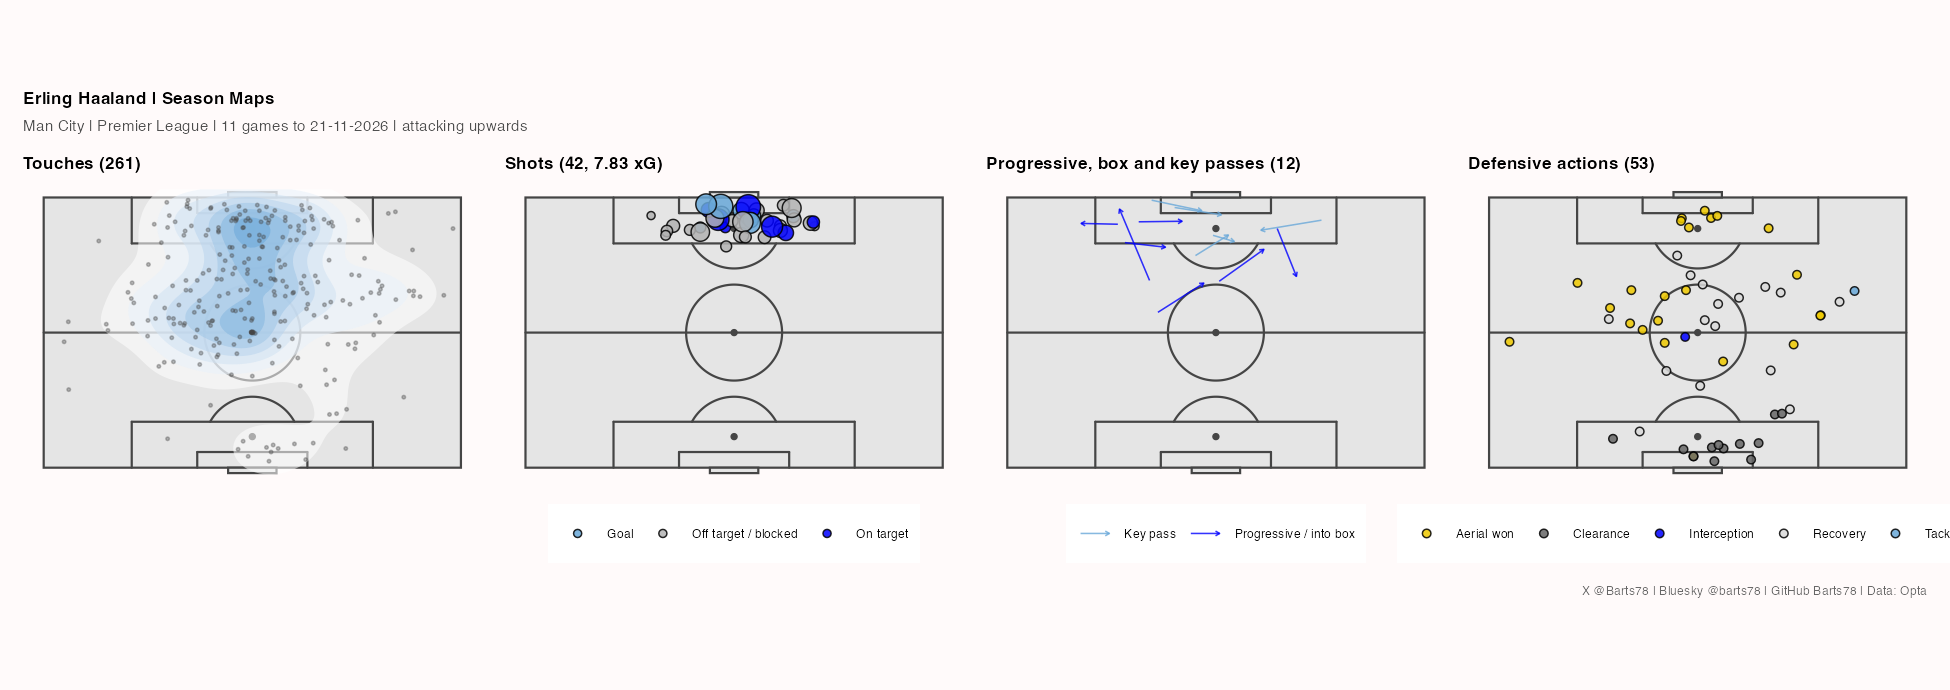 Erling Haaland | Season Maps
Man City | Premier League | 11 games to 21-11-2026 | attacking upwards
Touches (261)
Shots (42, 7.83 xG)
Progressive, box and key passes (12)
Defensive actions (53)
Goal
Off target / blocked
On target
Key pass
Progressive / into box
Aerial won
Clearance
Interception
Recovery
Tack
X @Barts78 | Bluesky @barts78 | GitHub Barts78 | Data: Opta